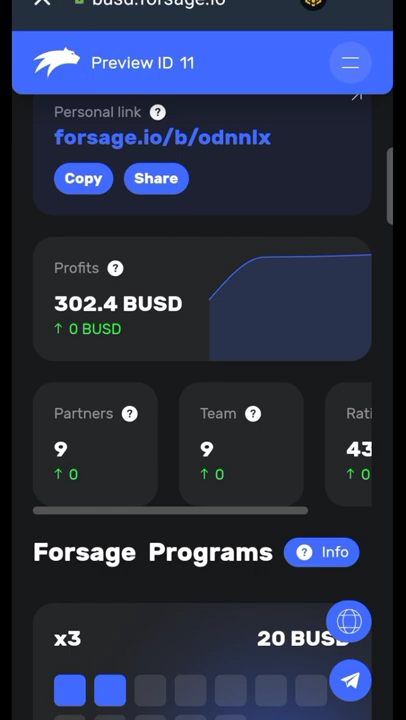 busd.forsage.io
Preview ID 11
Personal link ?
forsage.io/b/odnnlx
Copy Share
Profits ?
302.4 BUSD
↑ 0 BUSD
Partners ? Team ? Rati
9 9 43
↑ 0 ↑ 0 ↑ 0
Forsage Programs ? Info
x3 20 BUSD